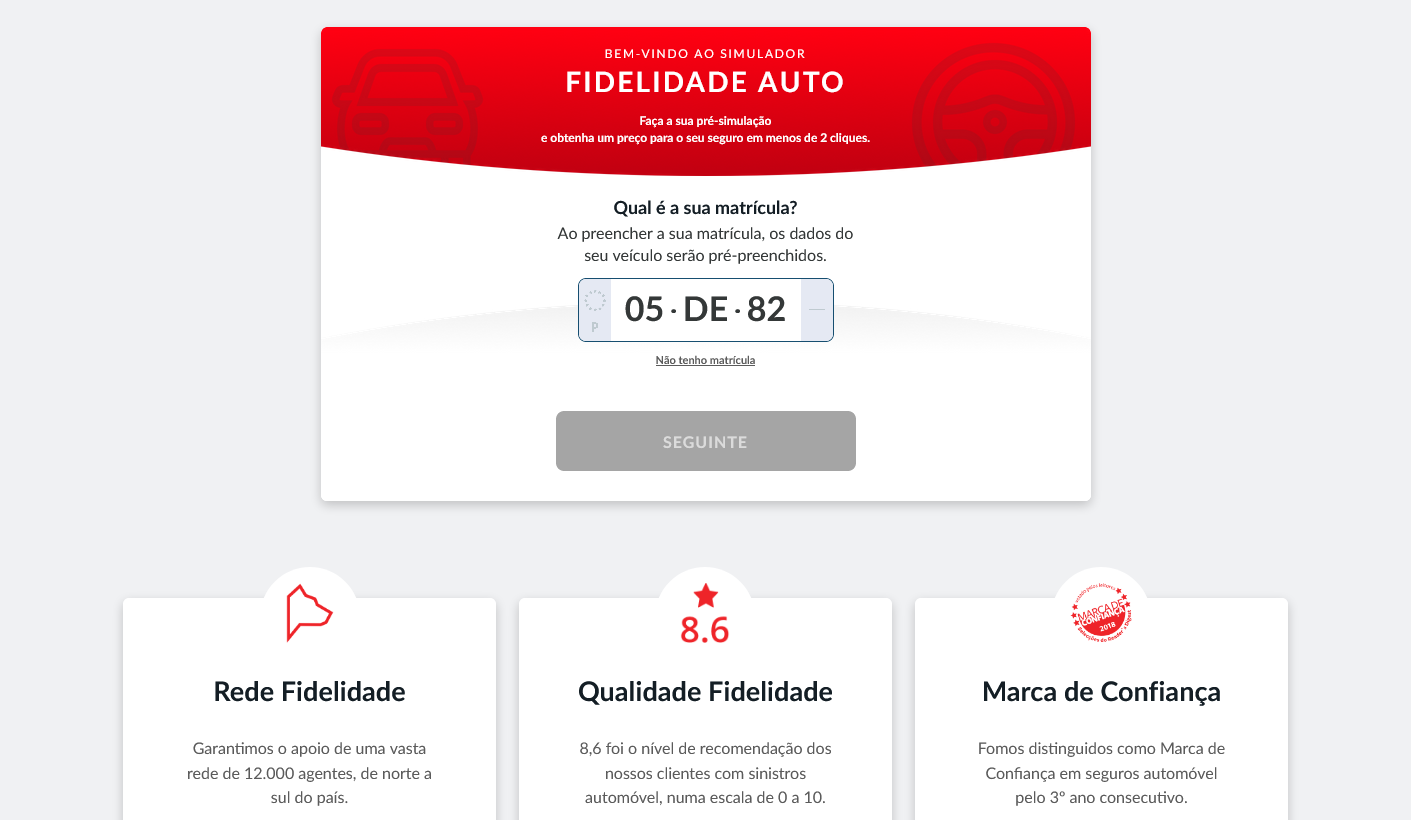 BEM-VINDO AO SIMULADOR
FIDELIDADE AUTO
Faça a sua pré-simulação
e obtenha um preço para o seu seguro em menos de 2 cliques.
Qual é a sua matrícula?
Ao preencher a sua matrícula, os dados do
seu veículo serão pré-preenchidos.
P
05 · DE · 82
Não tenho matrícula
SEGUINTE
8.6
MARCA DE
CONFIANÇA
2018
Rede Fidelidade
Qualidade Fidelidade
Marca de Confiança
Garantimos o apoio de uma vasta
rede de 12.000 agentes, de norte a
sul do país.
8,6 foi o nível de recomendação dos
nossos clientes com sinistros
automóvel, numa escala de 0 a 10.
Fomos distinguidos como Marca de
Confiança em seguros automóvel
pelo 3º ano consecutivo.